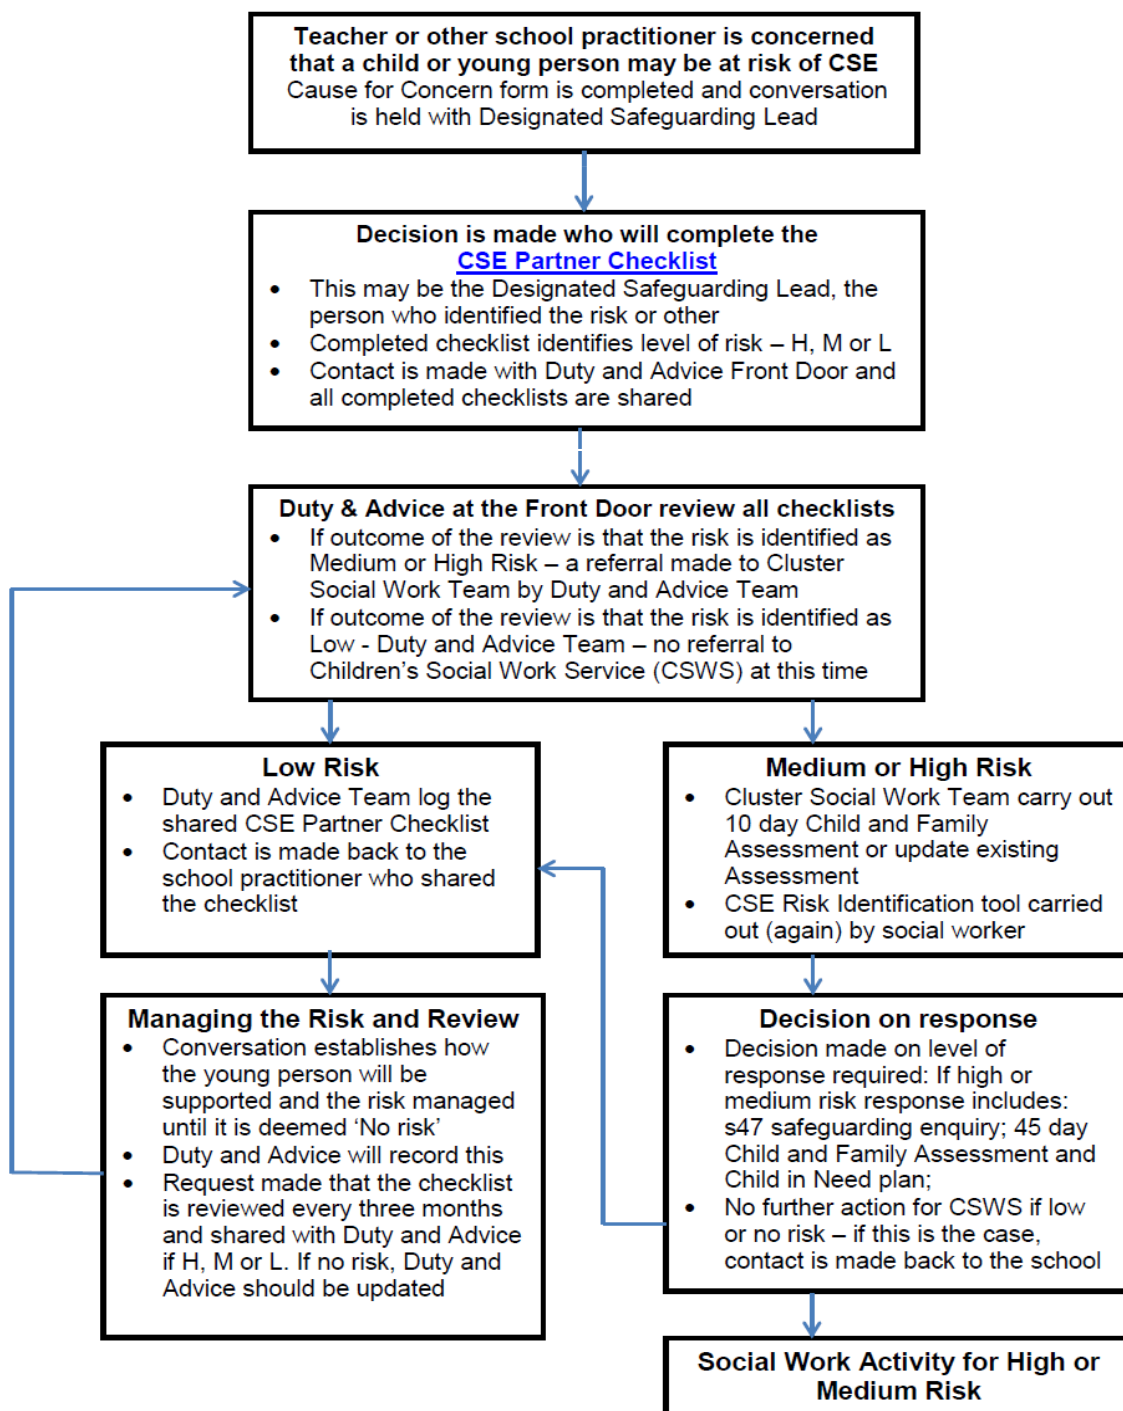 Teacher or other school practitioner is concerned
that a child or young person may be at risk of CSE
Cause for Concern form is completed and conversation
is held with Designated Safeguarding Lead
Decision is made who will complete the
CSE Partner Checklist
• This may be the Designated Safeguarding Lead, the
person who identified the risk or other
• Completed checklist identifies level of risk – H, M or L
• Contact is made with Duty and Advice Front Door and
all completed checklists are shared
Duty & Advice at the Front Door review all checklists
• If outcome of the review is that the risk is identified as
Medium or High Risk – a referral made to Cluster
Social Work Team by Duty and Advice Team
• If outcome of the review is that the risk is identified as
Low - Duty and Advice Team – no referral to
Children's Social Work Service (CSWS) at this time
Low Risk
• Duty and Advice Team log the
shared CSE Partner Checklist
• Contact is made back to the
school practitioner who shared
the checklist
Medium or High Risk
• Cluster Social Work Team carry out
10 day Child and Family
Assessment or update existing
Assessment
• CSE Risk Identification tool carried
out (again) by social worker
Managing the Risk and Review
• Conversation establishes how
the young person will be
supported and the risk managed
until it is deemed 'No risk'
• Duty and Advice will record this
• Request made that the checklist
is reviewed every three months
and shared with Duty and Advice
if H, M or L. If no risk, Duty and
Advice should be updated
Decision on response
• Decision made on level of
response required: If high or
medium risk response includes:
s47 safeguarding enquiry; 45 day
Child and Family Assessment and
Child in Need plan;
• No further action for CSWS if low
or no risk – if this is the case,
contact is made back to the school
Social Work Activity for High or
Medium Risk